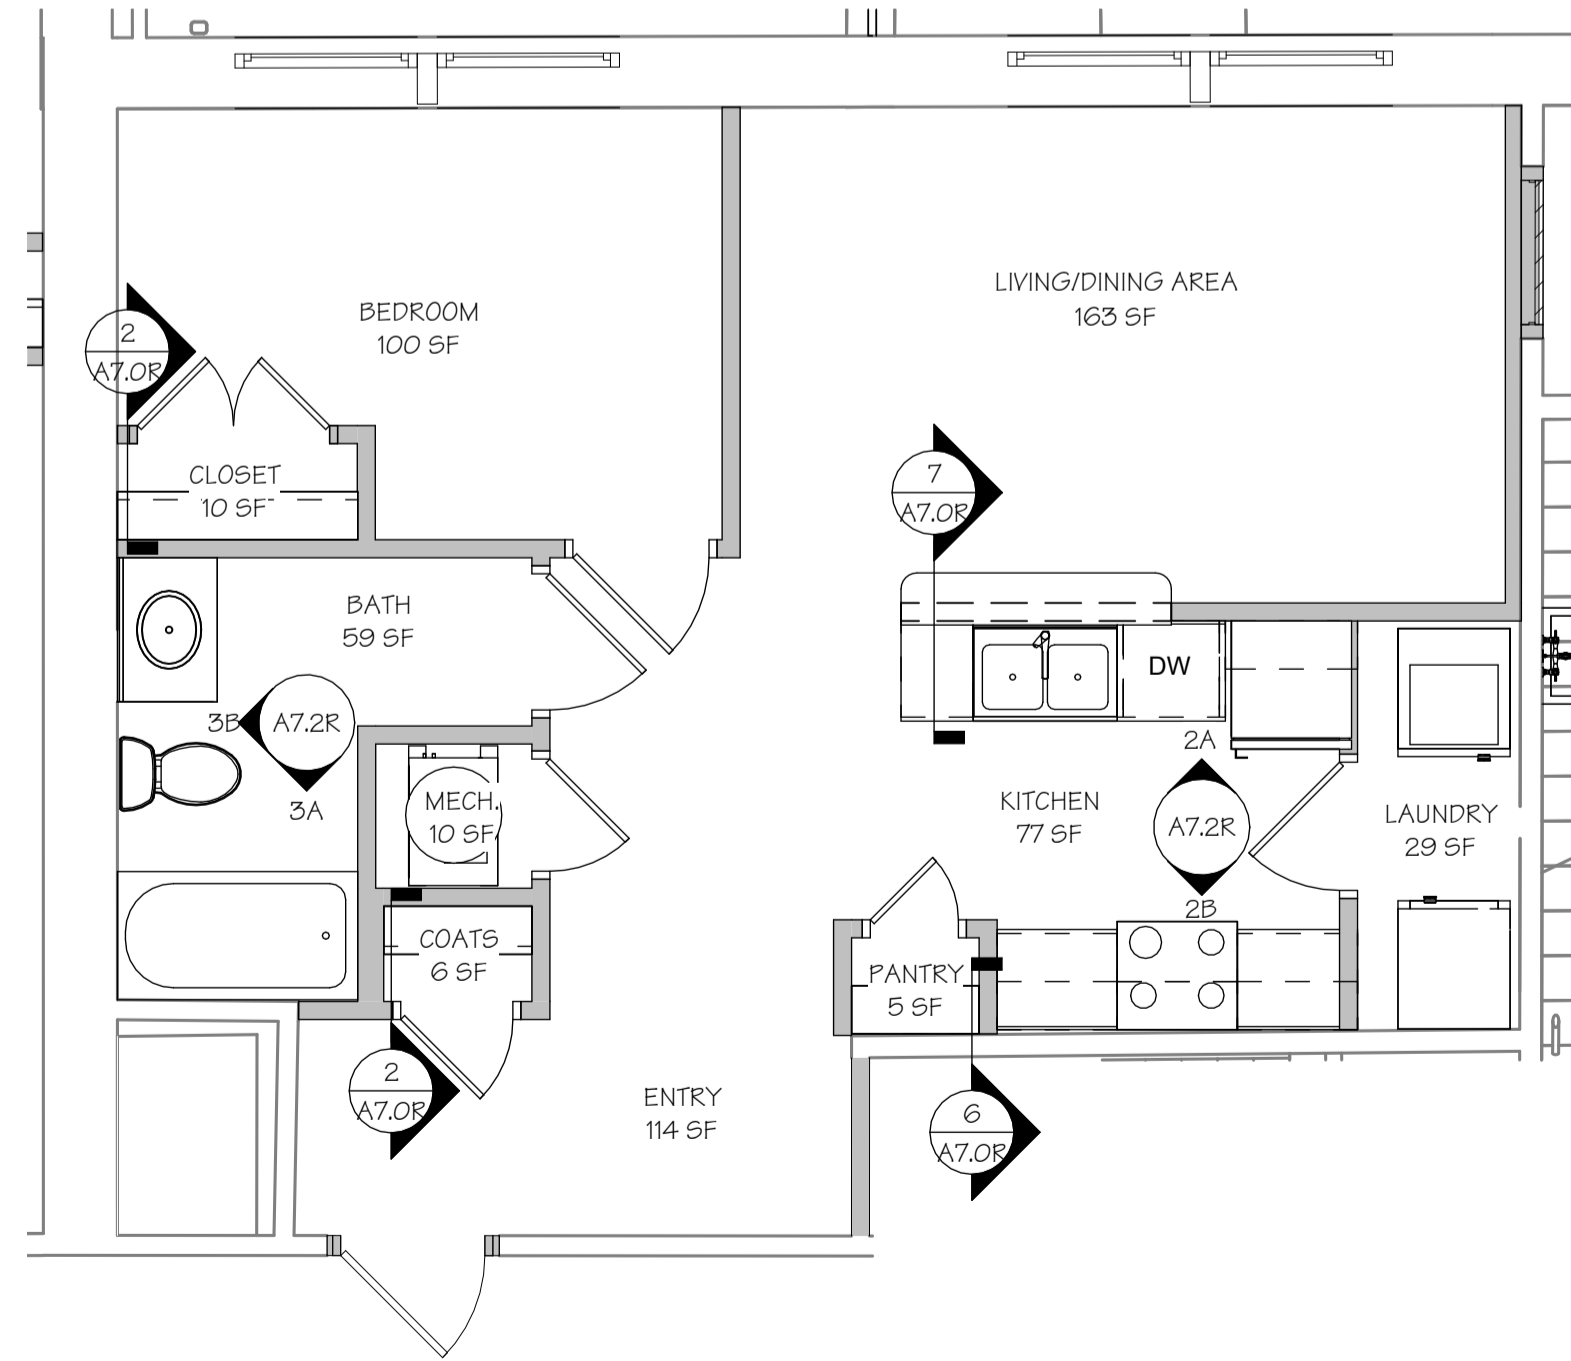 LIVING/DINING AREA
163 SF
BEDROOM
100 SF
2
A7.0R
CLOSET
10 SF
7
A7.0R
BATH
59 SF
DW
3B
A7.2R
3A
2A
MECH.
10 SF
KITCHEN
77 SF
A7.2R
2B
LAUNDRY
29 SF
COATS
6 SF
PANTRY
5 SF
2
A7.0R
ENTRY
114 SF
6
A7.0R